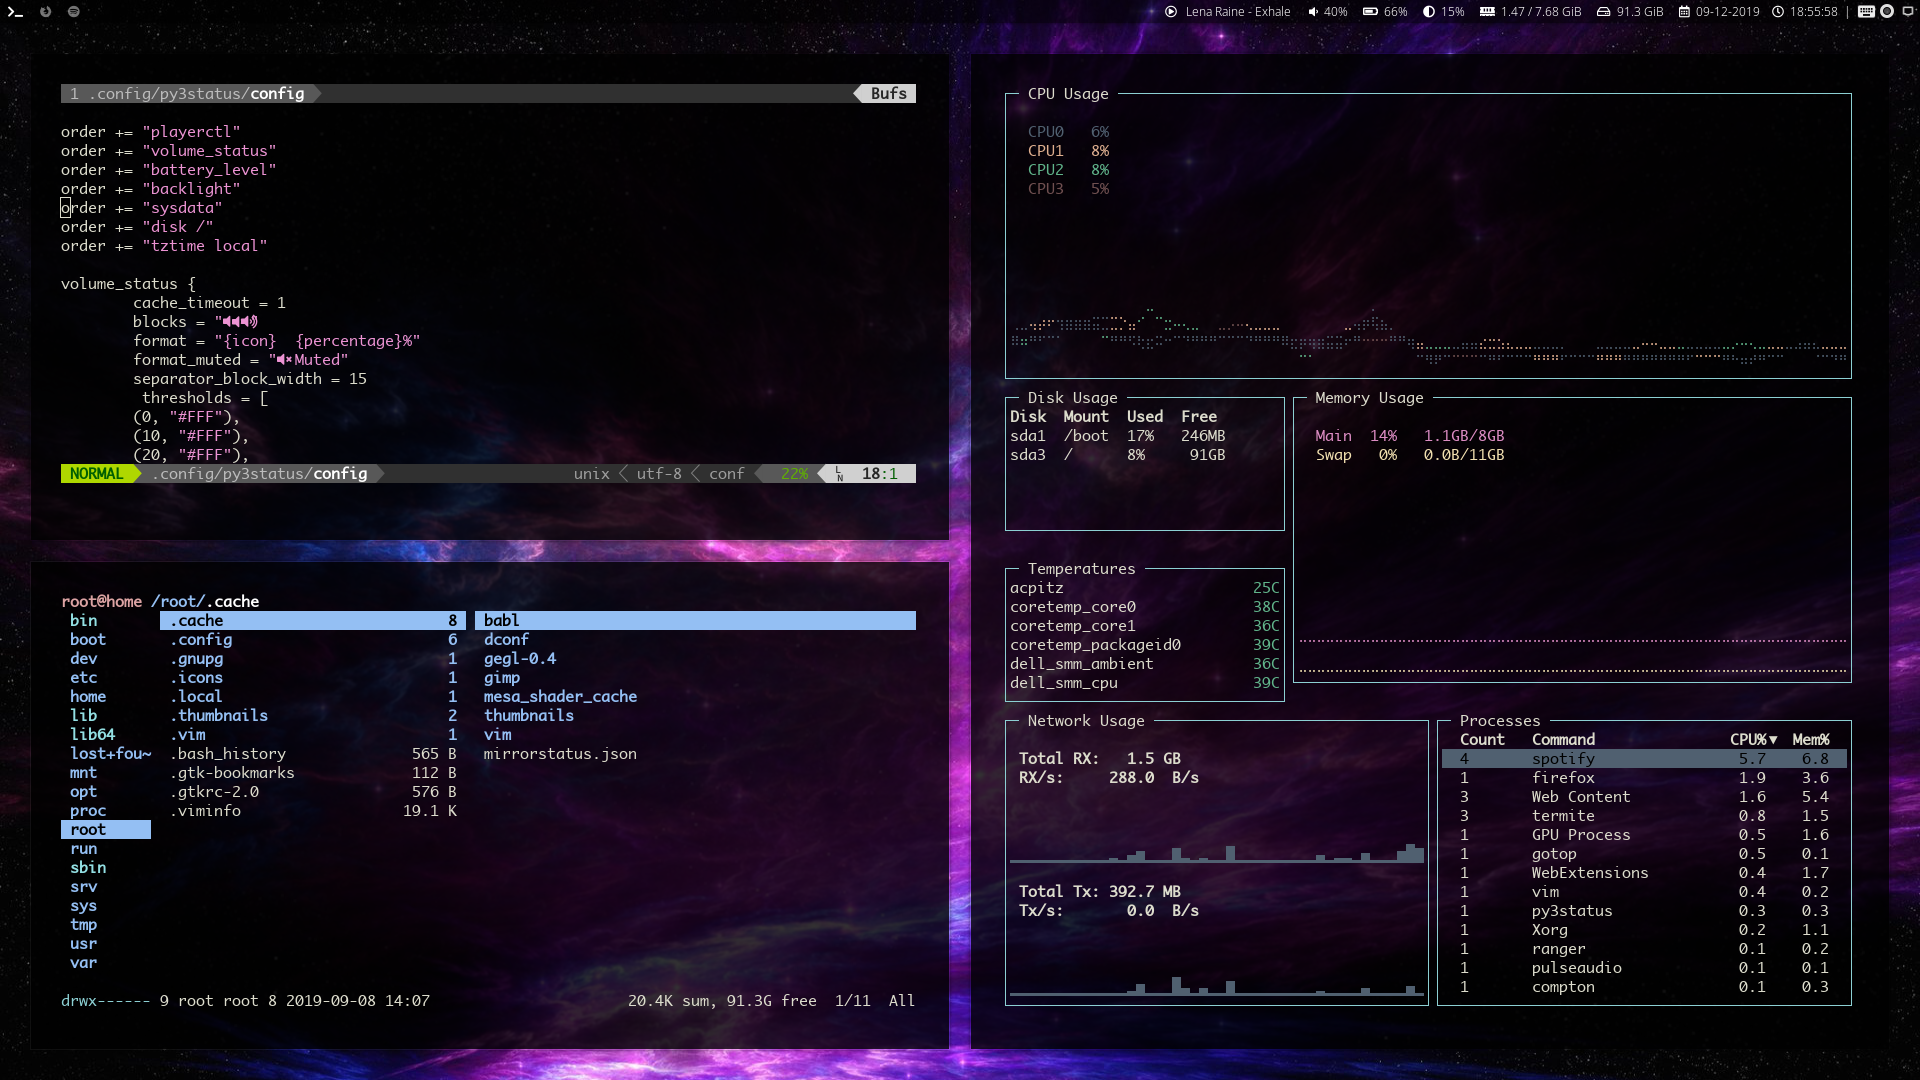 Lena Raine - Exhale 40% 66% 15% 1.47 / 7.68 GiB 91.3 GiB 09-12-2019 18:55:58 |
1 .config/py3status/config Bufs
order += "playerctl"
order += "volume_status"
order += "battery_level"
order += "backlight"
order += "sysdata"
order += "disk /"
order += "tztime local"
volume_status {
cache_timeout = 1
blocks = "
format = "{icon}  {percentage}%"
format_muted = "Muted"
separator_block_width = 15
thresholds = [
(0, "#FFF"),
(10, "#FFF"),
(20, "#FFF"),
NORMAL .config/py3status/config unix utf-8 conf 22% LN 18:1
root@home /root/.cache
bin .cache 8 babl
boot .config 6 dconf
dev .gnupg 1 gegl-0.4
etc .icons 1 gimp
home .local 1 mesa_shader_cache
lib .thumbnails 2 thumbnails
lib64 .vim 1 vim
lost+fou~ .bash_history 565 B mirrorstatus.json
mnt .gtk-bookmarks 112 B
opt .gtkrc-2.0 576 B
proc .viminfo 19.1 K
root
run
sbin
srv
sys
tmp
usr
var
drwx------ 9 root root 8 2019-09-08 14:07 20.4K sum, 91.3G free 1/11 All
CPU Usage
CPU0 6%
CPU1 8%
CPU2 8%
CPU3 5%
Disk Usage
Disk Mount Used Free
sda1 /boot 17% 246MB
sda3 / 8% 91GB
Memory Usage
Main 14% 1.1GB/8GB
Swap 0% 0.0B/11GB
Temperatures
acpitz 25C
coretemp_core0 38C
coretemp_core1 36C
coretemp_packageid0 39C
dell_smm_ambient 36C
dell_smm_cpu 39C
Network Usage
Total RX: 1.5 GB
RX/s: 288.0 B/s
Total Tx: 392.7 MB
Tx/s: 0.0 B/s
Processes
Count Command CPU%▼ Mem%
4 spotify 5.7 6.8
1 firefox 1.9 3.6
3 Web Content 1.6 5.4
3 termite 0.8 1.5
1 GPU Process 0.5 1.6
1 gotop 0.5 0.1
1 WebExtensions 0.4 1.7
1 vim 0.4 0.2
1 py3status 0.3 0.3
1 Xorg 0.2 1.1
1 ranger 0.1 0.2
1 pulseaudio 0.1 0.1
1 compton 0.1 0.3